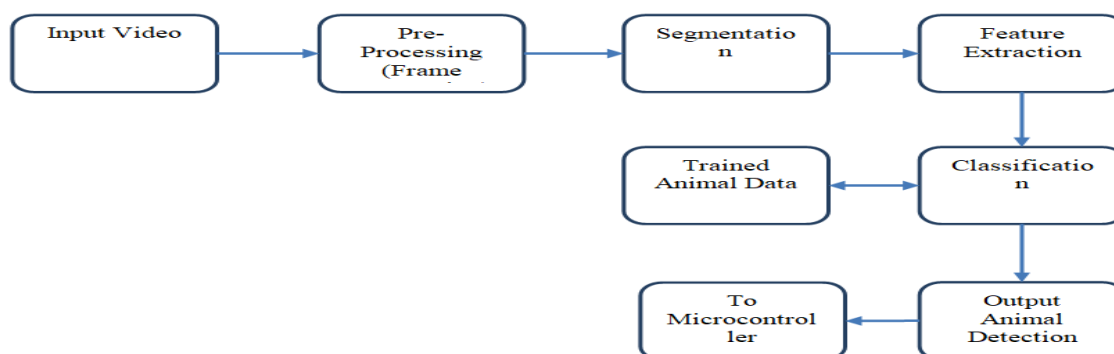 Input Video
Pre-
Processing
(Frame
Segmentatio
n
Feature
Extraction
Trained
Animal Data
Classificatio
n
To
Microcontrol
ler
Output
Animal
Detection